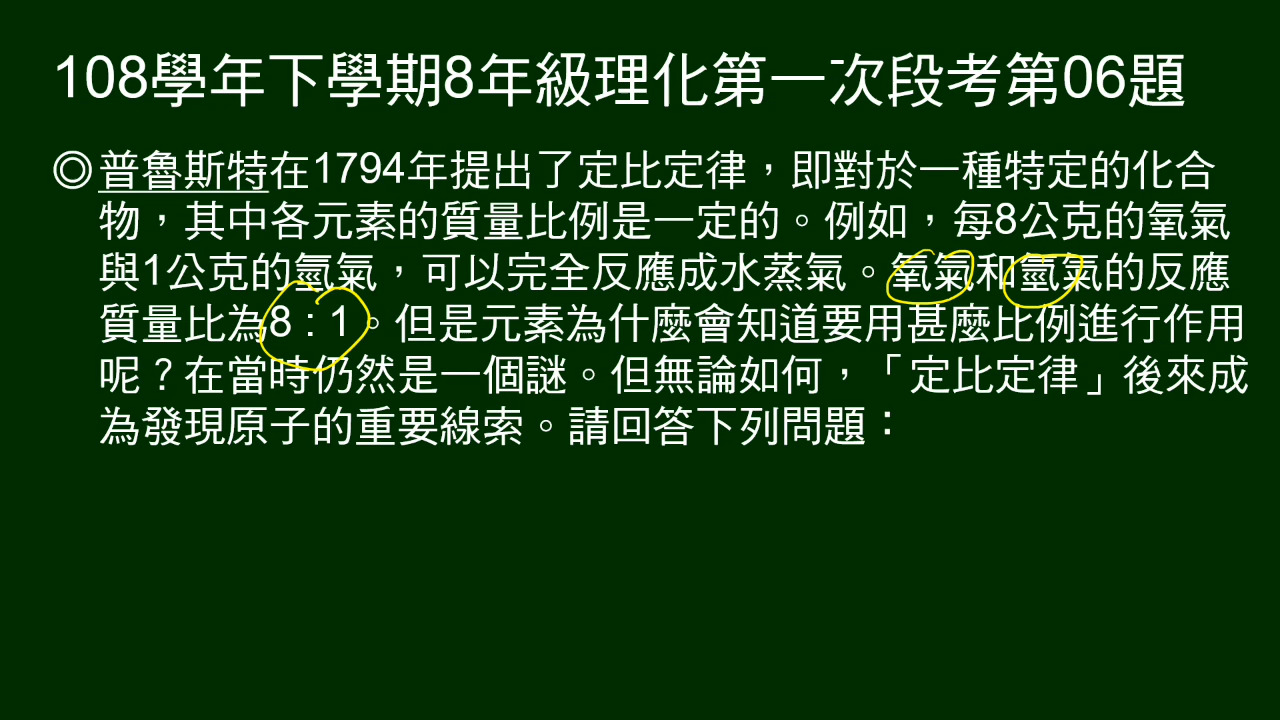 108學年下學期8年級理化第一次段考第06題
◎普魯斯特在1794年提出了定比定律，即對於一種特定的化合
物，其中各元素的質量比例是一定的。例如，每8公克的氧氣
與1公克的氫氣，可以完全反應成水蒸氣。氧氣和氫氣的反應
質量比為8：1。但是元素為什麼會知道要用甚麼比例進行作用
呢？在當時仍然是一個謎。但無論如何，「定比定律」後來成
為發現原子的重要線索。請回答下列問題：